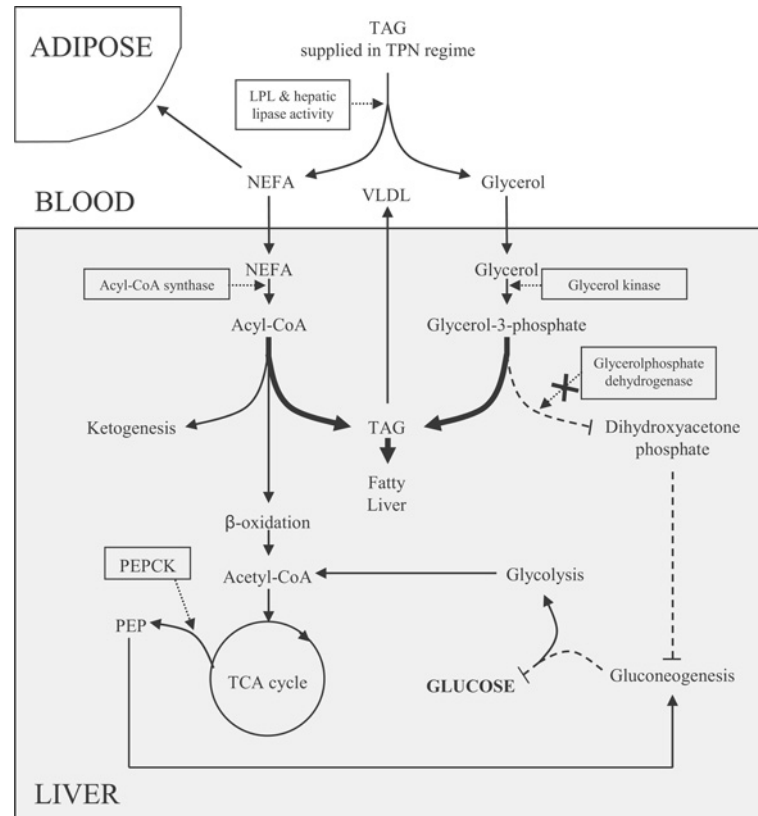 ADIPOSE
TAG
supplied in TPN regime
LPL & hepatic
lipase activity
NEFA
VLDL
Glycerol
BLOOD
NEFA
Glycerol
Acyl-CoA synthase
Glycerol kinase
Acyl-CoA
Glycerol-3-phosphate
Glycerolphosphate
dehydrogenase
Ketogenesis
TAG
Dihydroxyacetone
phosphate
Fatty
Liver
β-oxidation
PEPCK
Acetyl-CoA
Glycolysis
PEP
TCA cycle
GLUCOSE
Gluconeogenesis
LIVER